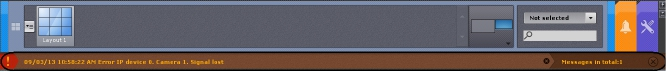 Not selected
Layout 1
09/03/13 10:58:22 AM Error IP device 8. Camera 1. Signal lost
Messages in total:1